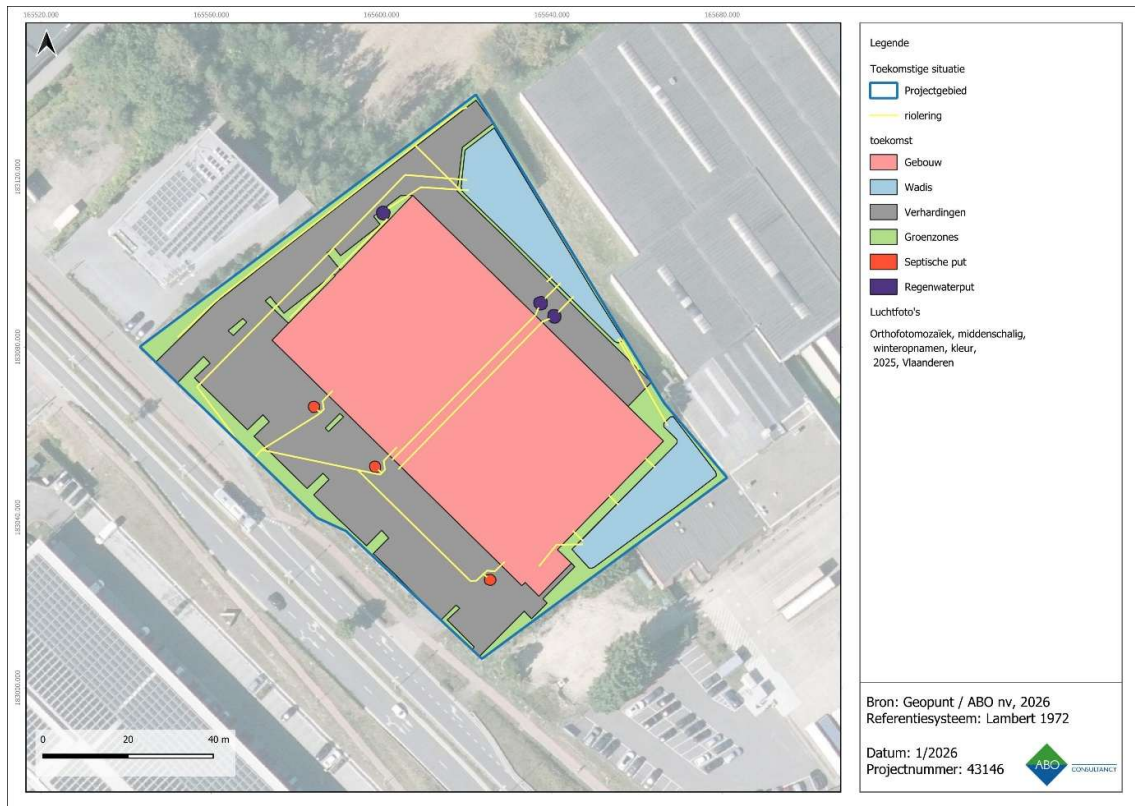 165520.000
165560.000
165600.000
165640.000
165680.000
183120.000
183080.000
183040.000
183000.000
0
20
40 m
Legende
Toekomstige situatie
Projectgebied
riolering
toekomst
Gebouw
Wadis
Verhardingen
Groenzones
Septische put
Regenwaterput
Luchtfoto's
Orthofotomozaïek, middenschalig,
winteropnamen, kleur,
2025, Vlaanderen
Bron: Geopunt / ABO nv, 2026
Referentiesysteem: Lambert 1972
Datum: 1/2026
Projectnummer: 43146
ABO
CONSULTANCY